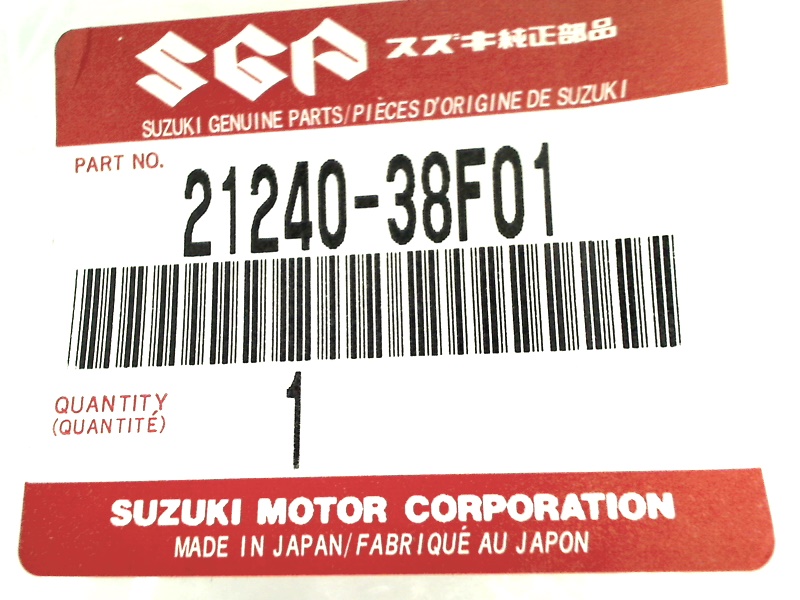 SGP スズキ純正部品
SUZUKI GENUINE PARTS/PIÈCES D'ORIGINE DE SUZUKI
PART NO.
21240-38F01
QUANTITY
(QUANTITÉ)
1
SUZUKI MOTOR CORPORATION
MADE IN JAPAN/FABRIQUÉ AU JAPON